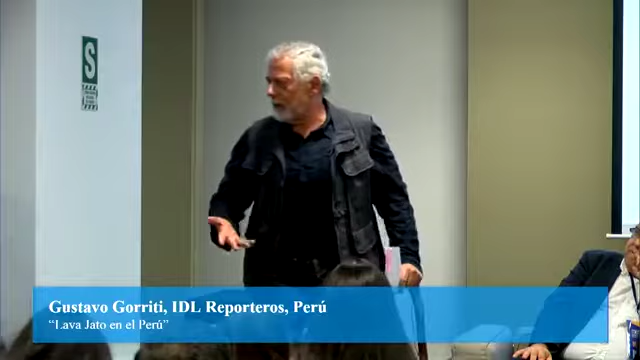 S
Gustavo Gorriti, IDL Reporteros, Perú
“Lava Jato en el Perú”